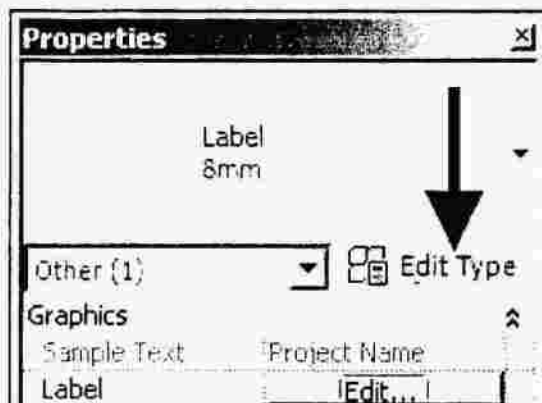 Properties
Label
8mm
Other (1)
Edit Type
Graphics
Sample Text Project Name
Label Edit...